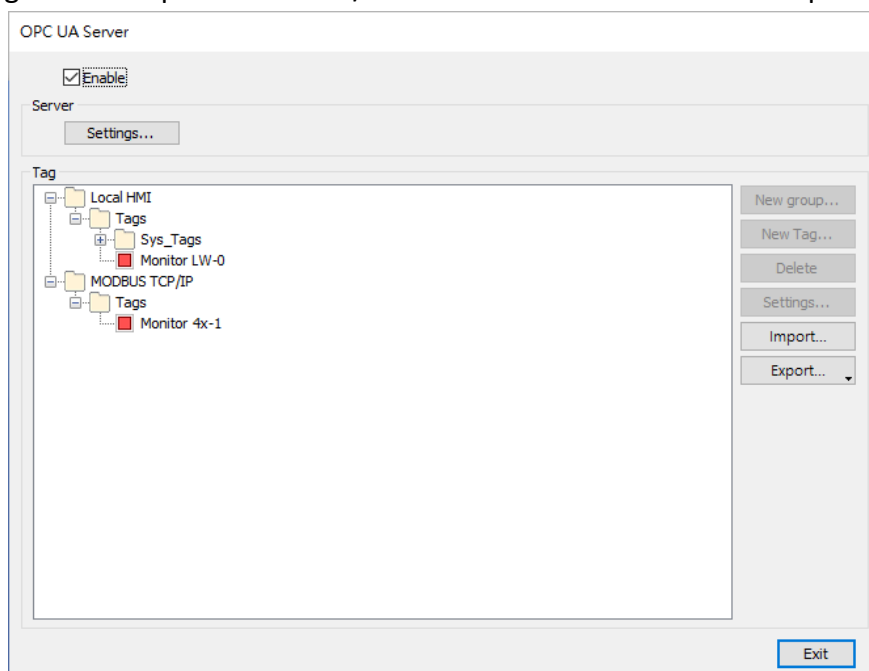 OPC UA Server
Enable
Server
Settings...
Tag
Local HMI
Tags
Sys_Tags
Monitor LW-0
MODBUS TCP/IP
Tags
Monitor 4x-1
New group...
New Tag...
Delete
Settings...
Import...
Export...
Exit